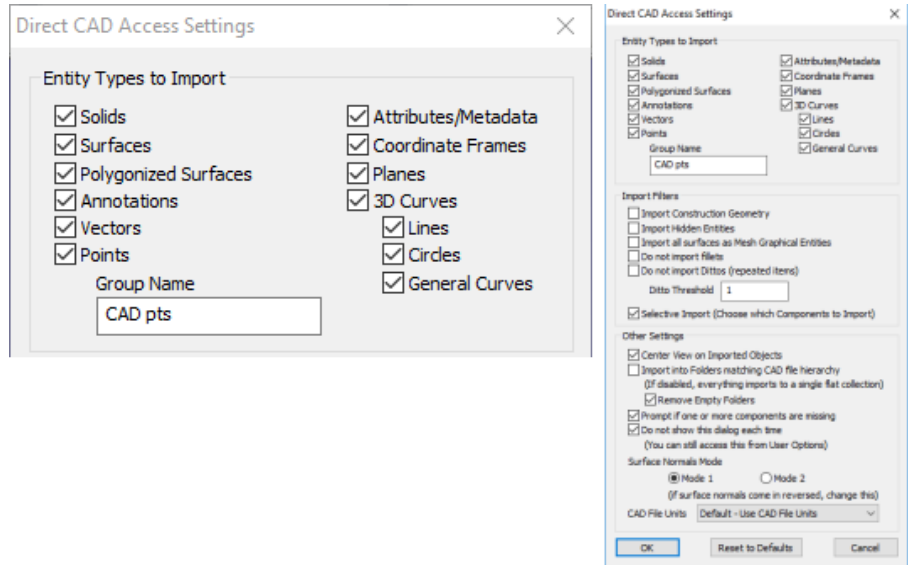 Direct CAD Access Settings
Entity Types to Import
Solids
Surfaces
Polygonized Surfaces
Annotations
Vectors
Points
Group Name
CAD pts
Attributes/Metadata
Coordinate Frames
Planes
3D Curves
Lines
Circles
General Curves
Direct CAD Access Settings
Entity Types to Import
Solids
Surfaces
Polygonized Surfaces
Annotations
Vectors
Points
Group Name
CAD pts
Attributes/Metadata
Coordinate Frames
Planes
3D Curves
Lines
Circles
General Curves
Import Filters
Import Construction Geometry
Import Hidden Entities
Import all surfaces as Mesh Graphical Entities
Do not import fillets
Do not import Dittos (repeated items)
Ditto Threshold 1
Selective Import (Choose which Components to Import)
Other Settings
Center View on Imported Objects
Import into Folders matching CAD file hierarchy
(If disabled, everything imports to a single flat collection)
Remove Empty Folders
Prompt if one or more components are missing
Do not show this dialog each time
(You can still access this from User Options)
Surface Normals Mode
Mode 1 Mode 2
(if surface normals come in reversed, change this)
CAD File Units Default - Use CAD File Units
OK Reset to Defaults Cancel